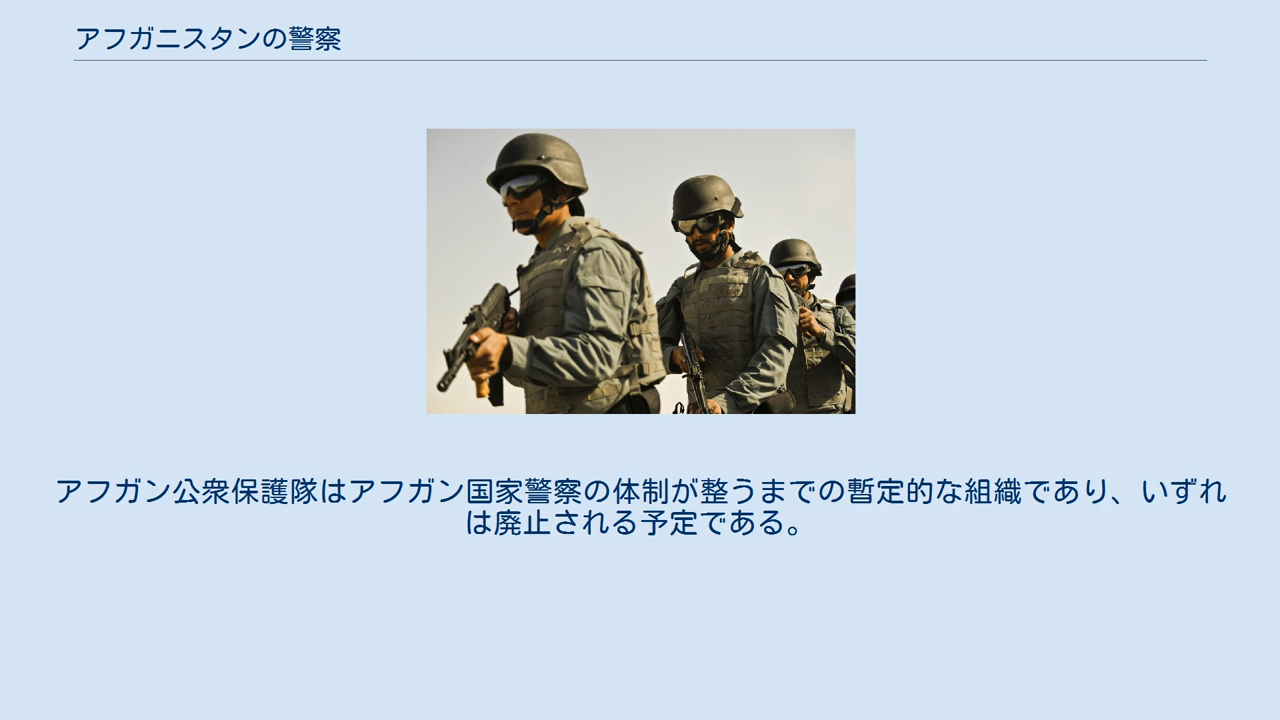 アフガニスタンの警察
アフガン公衆保護隊はアフガン国家警察の体制が整うまでの暫定的な組織であり、いずれ
は廃止される予定である。